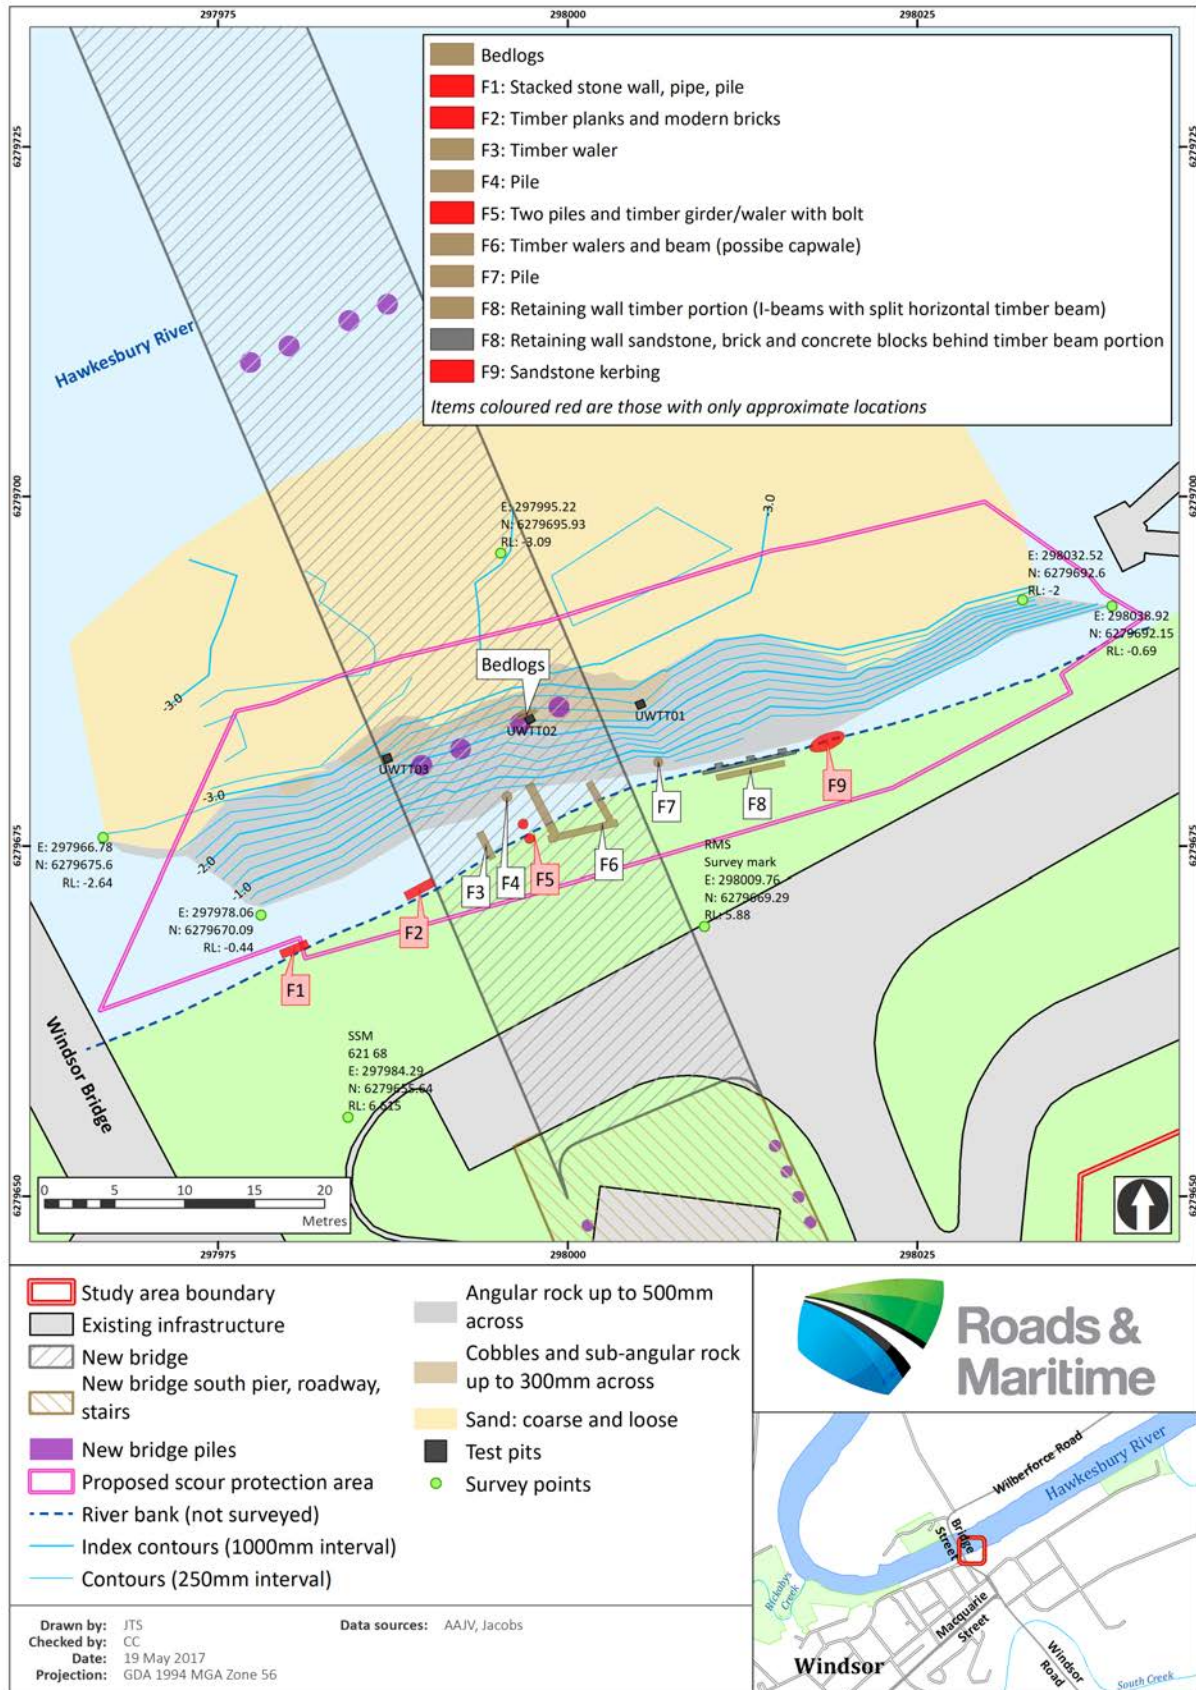 297975
298000
298025
Bedlogs
F1: Stacked stone wall, pipe, pile
F2: Timber planks and modern bricks
F3: Timber waler
F4: Pile
F5: Two piles and timber girder/waler with bolt
F6: Timber walers and beam (possibe capwale)
F7: Pile
F8: Retaining wall timber portion (I-beams with split horizontal timber beam)
F8: Retaining wall sandstone, brick and concrete blocks behind timber beam portion
F9: Sandstone kerbing
Items coloured red are those with only approximate locations
6279725
6279725
Hawkesbury River
6279700
6279700
E: 297995.22
N: 6279695.93
RL: -3.09
-3.0
E: 298032.52
N: 6279692.6
RL: -2
E: 298038.92
N: 6279692.15
RL: -0.69
-3.0
Bedlogs
UWTT01
UWTT02
UWTT03
-3.0
F7
F8
F9
6279675
6279675
E: 297966.78
N: 6279675.6
RL: -2.64
-2.0
-1.0
F3
F4
F5
F6
RMS
Survey mark
E: 298009.76
N: 6279669.29
RL: 5.88
E: 297978.06
N: 6279670.09
RL: -0.44
F2
F1
Windsor Bridge
SSM
621 68
E: 297984.29
N: 6279655.64
RL: 6.515
6279650
6279650
0 5 10 15 20
Metres
297975
298000
298025
Study area boundary
Existing infrastructure
New bridge
New bridge south pier, roadway,
stairs
New bridge piles
Proposed scour protection area
River bank (not surveyed)
Index contours (1000mm interval)
Contours (250mm interval)
Angular rock up to 500mm
across
Cobbles and sub-angular rock
up to 300mm across
Sand: coarse and loose
Test pits
Survey points
Roads &
Maritime
Wilberforce Road
Hawkesbury River
Bridge
Street
Rickabys
Creek
Macquarie
Street
Windsor
Windsor
Road
South Creek
Drawn by: JTS
Checked by: CC
Date: 19 May 2017
Projection: GDA 1994 MGA Zone 56
Data sources: AAJV, Jacobs